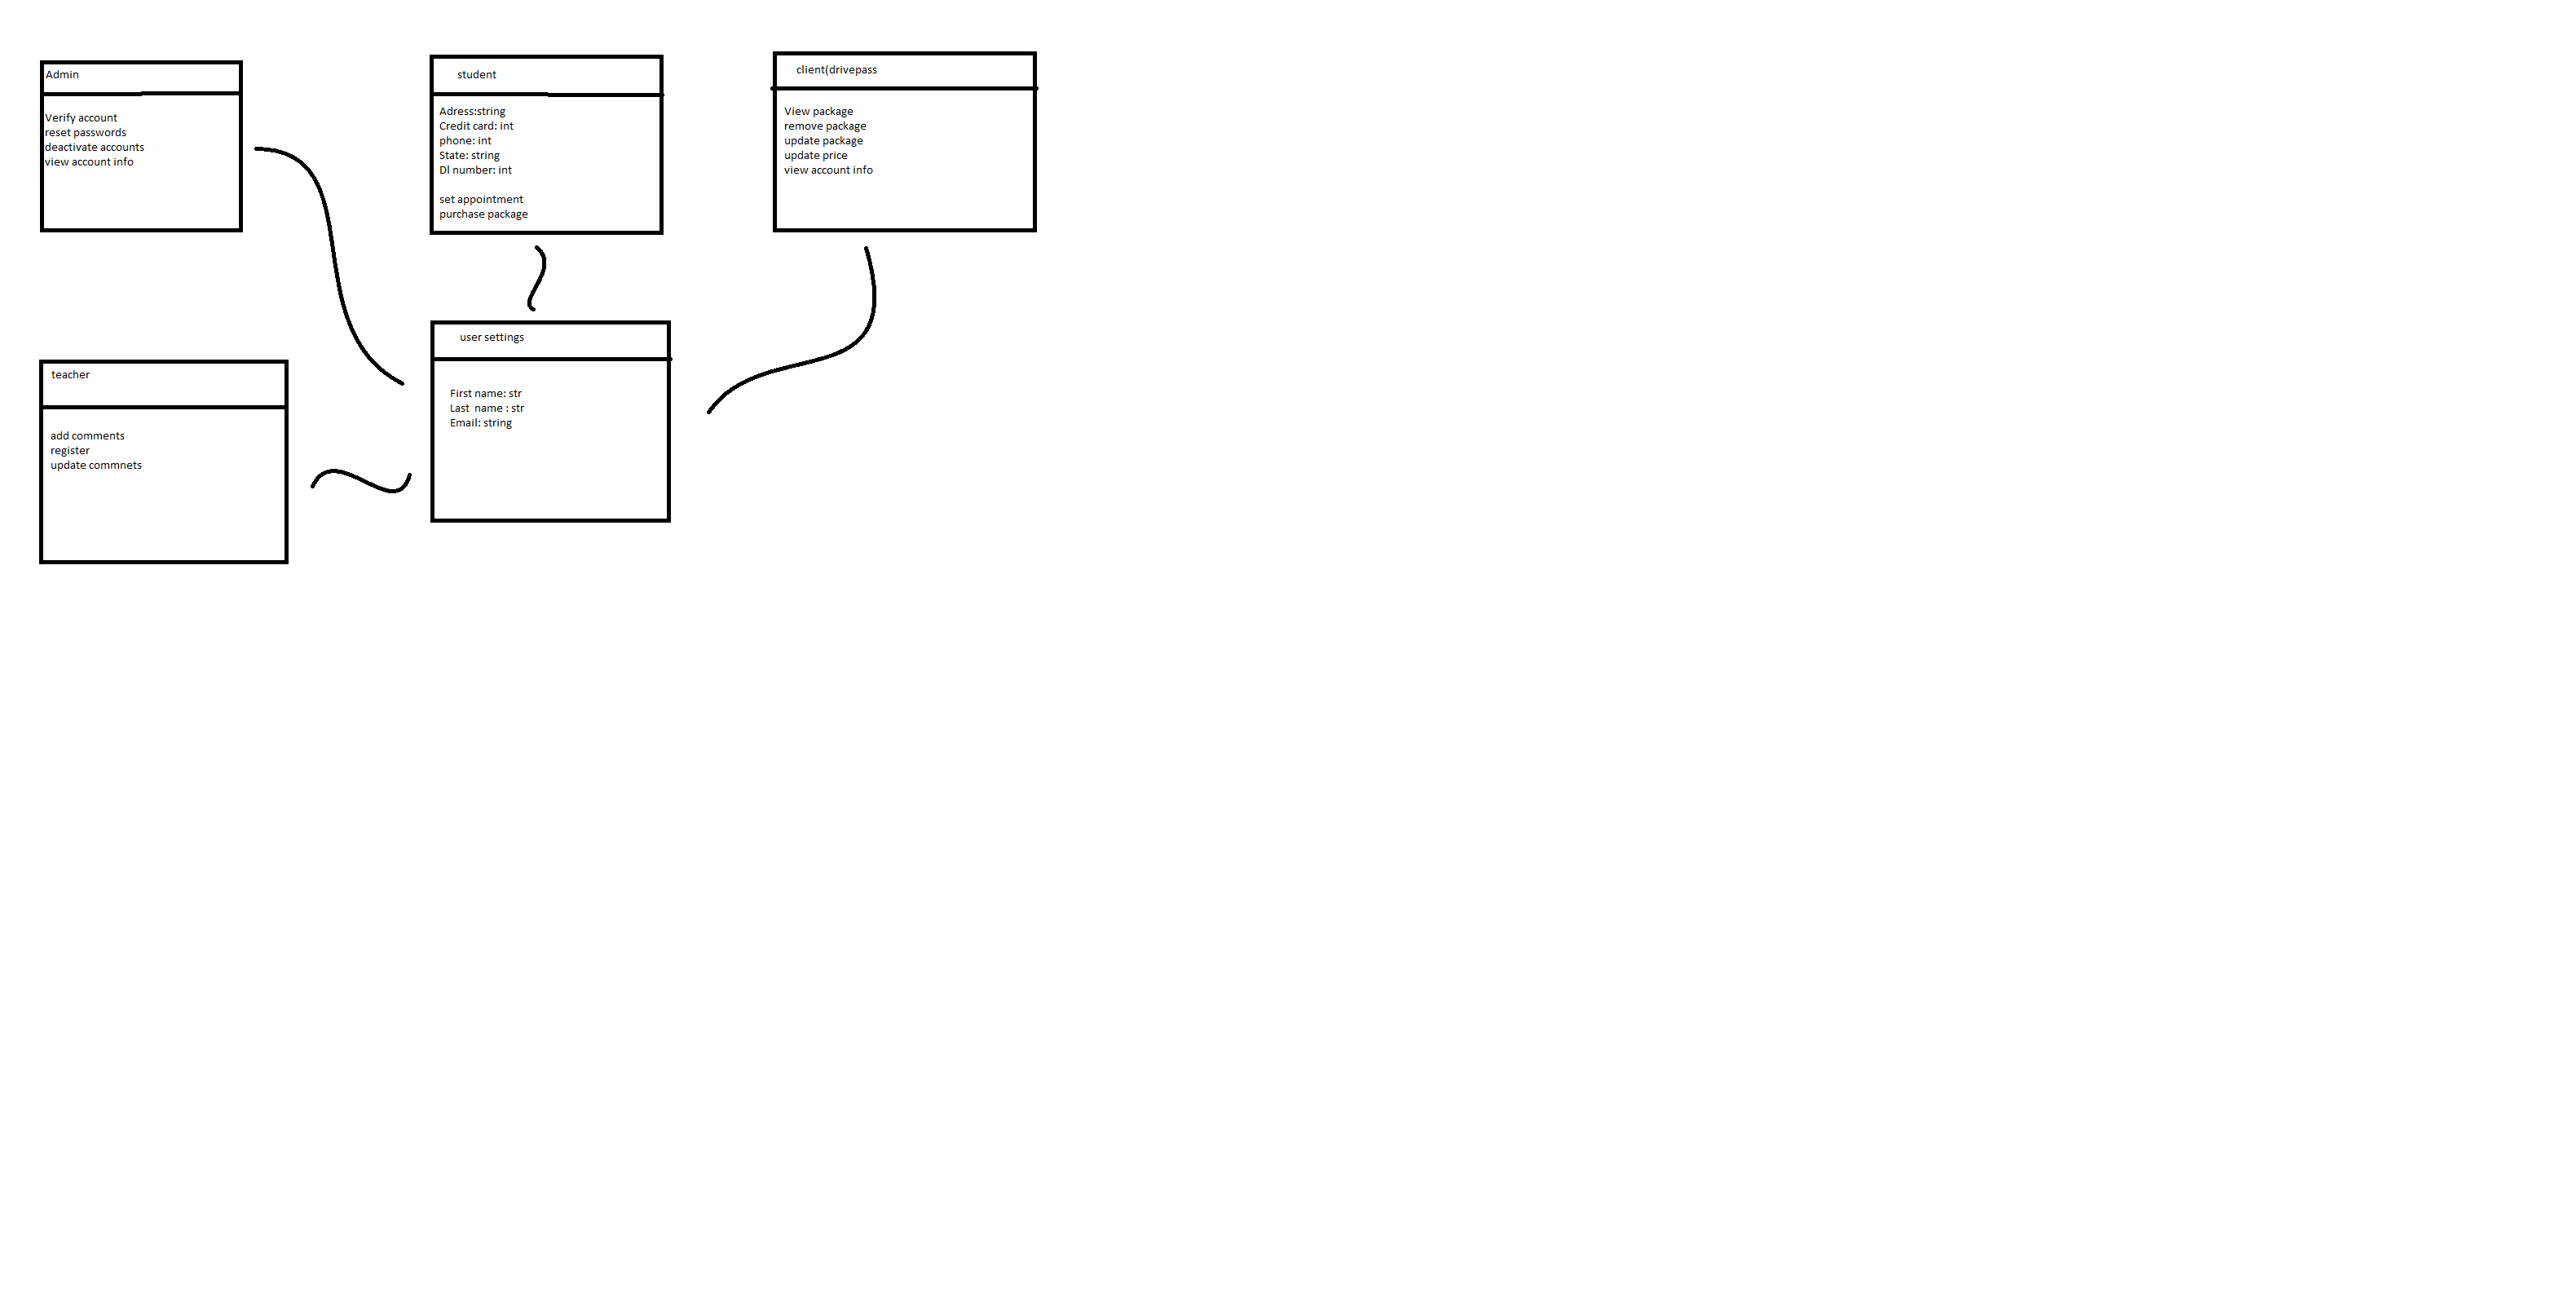 Admin
Verify account
reset passwords
deactivate accounts
view account info
student
Adress:string
Credit card: int
phone: int
State: string
Dl number: int
set appointment
purchase package
client(drivepass
View package
remove package
update package
update price
view account info
teacher
add comments
register
update commnets
user settings
First name: str
Last  name : str
Email: string